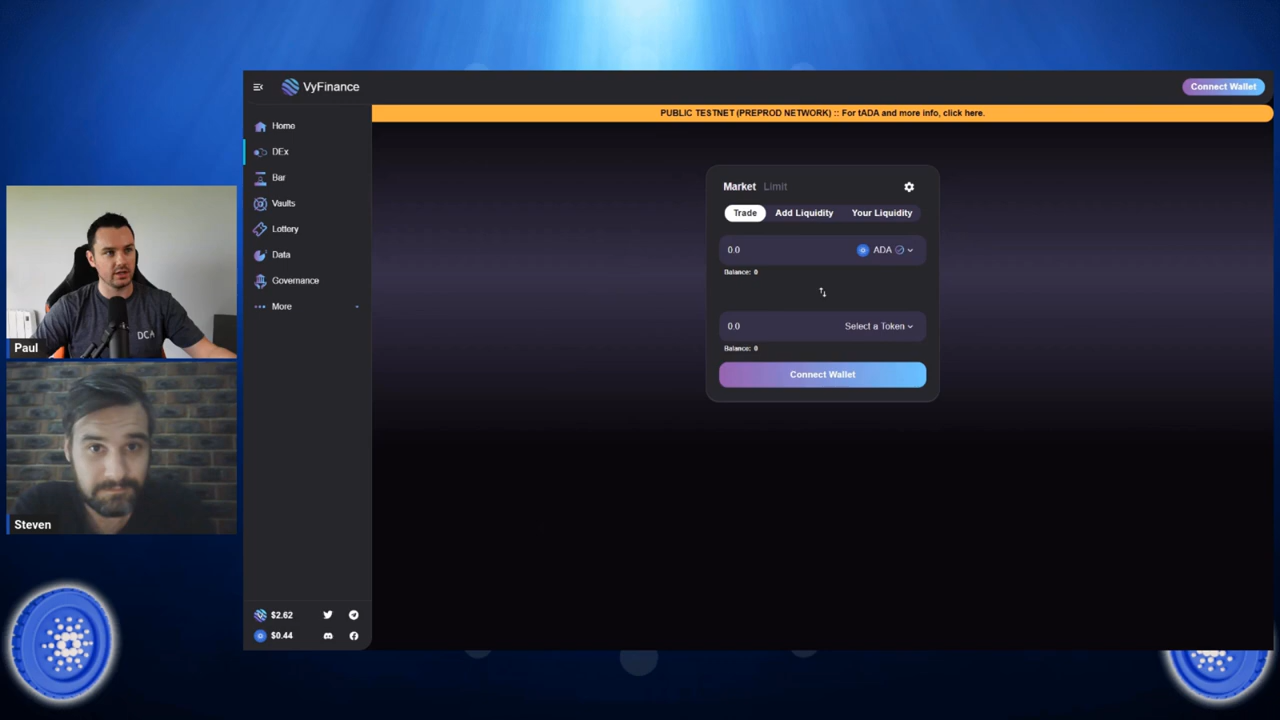 VyFinance
Connect Wallet
PUBLIC TESTNET (PREPROD NETWORK) :: For tADA and more info, click here.
Home
DEx
Bar
Vaults
Lottery
Data
Governance
More
Market Limit
Trade Add Liquidity Your Liquidity
0.0 ADA
Balance: 0
0.0 Select a Token
Balance: 0
Connect Wallet
DCA
Paul
Steven
$2.62
$0.44